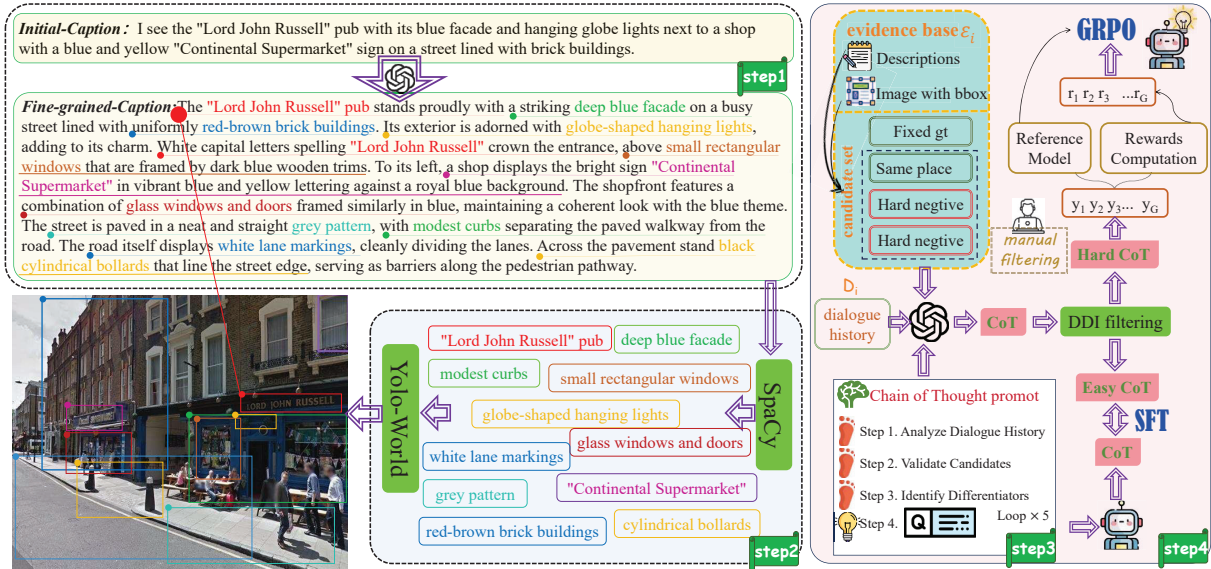 Initial-Caption: I see the "Lord John Russell" pub with its blue facade and hanging globe lights next to a shop
with a blue and yellow "Continental Supermarket" sign on a street lined with brick buildings.
step1
Fine-grained-Caption:The "Lord John Russell" pub stands proudly with a striking deep blue facade on a busy
street lined with uniformly red-brown brick buildings. Its exterior is adorned with globe-shaped hanging lights,
adding to its charm. White capital letters spelling "Lord John Russell" crown the entrance, above small rectangular
windows that are framed by dark blue wooden trims. To its left, a shop displays the bright sign "Continental
Supermarket" in vibrant blue and yellow lettering against a royal blue background. The shopfront features a
combination of glass windows and doors framed similarly in blue, maintaining a coherent look with the blue theme.
The street is paved in a neat and straight grey pattern, with modest curbs separating the paved walkway from the
road. The road itself displays white lane markings, cleanly dividing the lanes. Across the pavement stand black
cylindrical bollards that line the street edge, serving as barriers along the pedestrian pathway.
LORD JOHN RUSSELL
Yolo-World
"Lord John Russell" pub
deep blue facade
modest curbs
small rectangular windows
globe-shaped hanging lights
glass windows and doors
white lane markings
grey pattern
"Continental Supermarket"
red-brown brick buildings
cylindrical bollards
SpaCy
step2
evidence base εi
Descriptions
Image with bbox
candidate set
Fixed gt
Same place
Hard negtive
Hard negtive
Di
dialogue
history
CoT
DDI filtering
Chain of Thought promot
Step 1. Analyze Dialogue History
Step 2. Validate Candidates
Step 3. Identify Differentiators
Step 4.
Q
Loop × 5
step3
GRPO
r1 r2 r3 ...rG
Reference
Model
Rewards
Computation
y1 y2 y3... yG
manual
filtering
Hard CoT
Easy CoT
SFT
CoT
step4